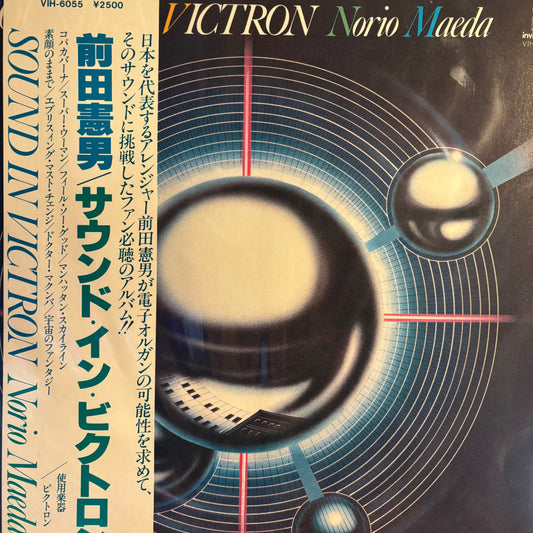 VIH-6055 ¥2500
VICTRON Norio Maeda
日本を代表するアレンジャー前田憲男が電子オルガンの可能性を求めて、
そのサウンドに挑戦したファン必聴のアルバム!!
前田憲男/サウンド・イン・ビクトロン
コパカバーナ/スーパー・ウーマン/フィール・ソー・グッド/マンハッタン・スカイライン
素顔のままで/エブリスィング・マスト・チェンジ/ドクター・マクンバ/宇宙のファンタジー
/使用楽器
/ビクトロン
SOUND IN VICTRON Norio Maeda